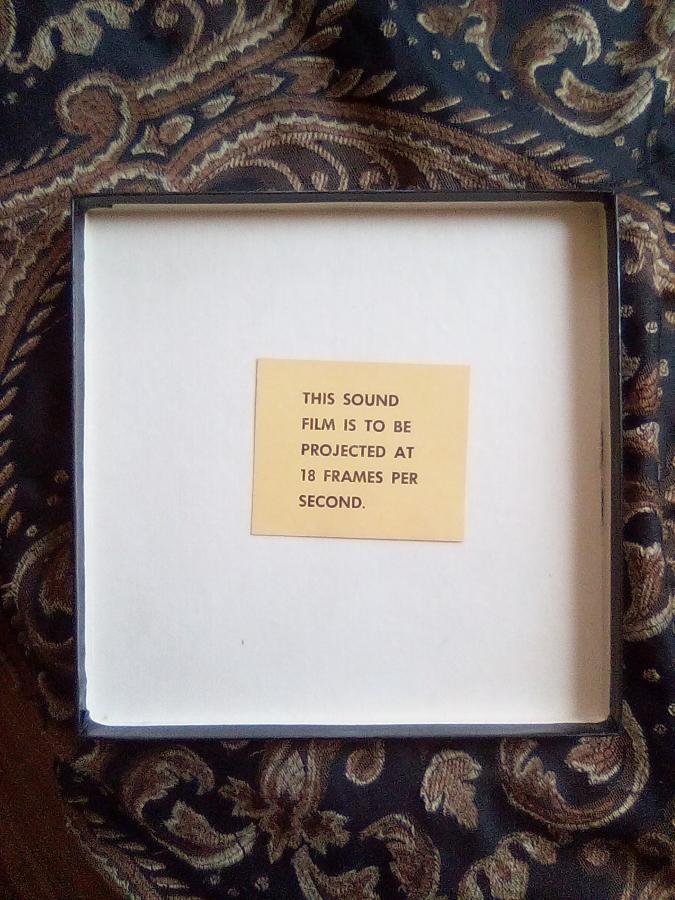 THIS SOUND
FILM IS TO BE
PROJECTED AT
18 FRAMES PER
SECOND.